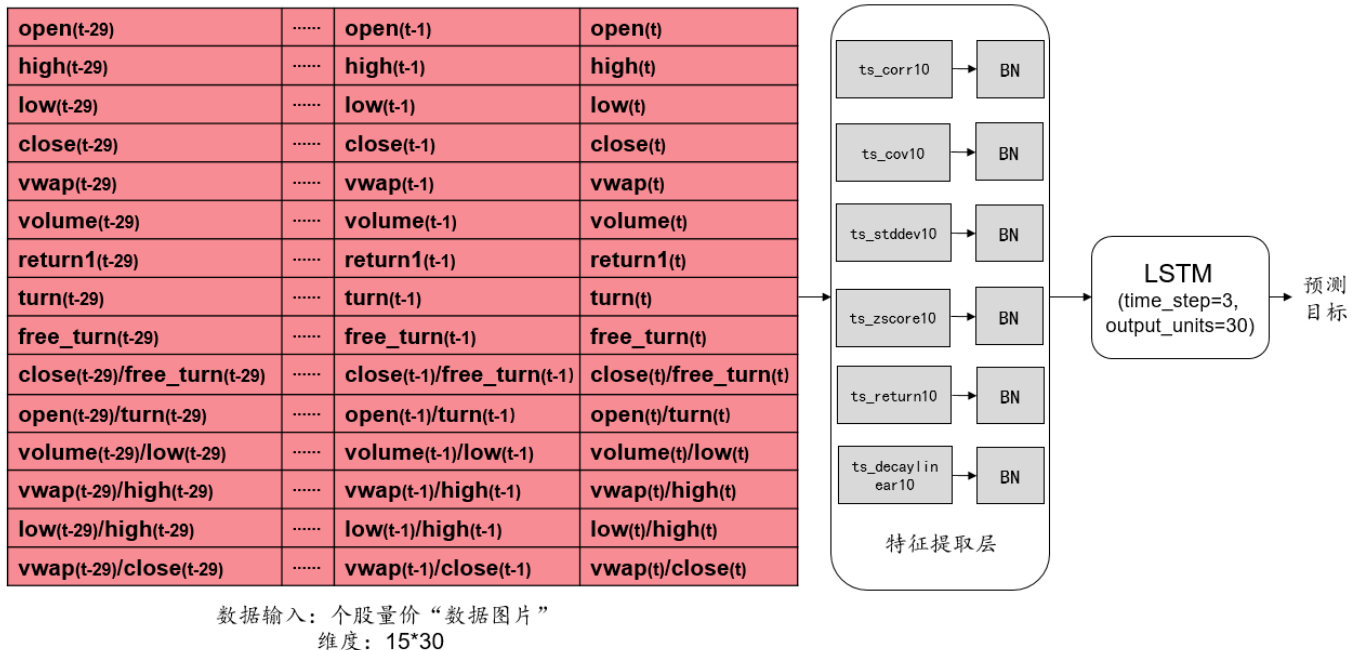 open(t-29) ······ open(t-1) open(t)
high(t-29) ······ high(t-1) high(t)
low(t-29) ······ low(t-1) low(t)
close(t-29) ······ close(t-1) close(t)
vwap(t-29) ······ vwap(t-1) vwap(t)
volume(t-29) ······ volume(t-1) volume(t)
return1(t-29) ······ return1(t-1) return1(t)
turn(t-29) ······ turn(t-1) turn(t)
free_turn(t-29) ······ free_turn(t-1) free_turn(t)
close(t-29)/free_turn(t-29) ······ close(t-1)/free_turn(t-1) close(t)/free_turn(t)
open(t-29)/turn(t-29) ······ open(t-1)/turn(t-1) open(t)/turn(t)
volume(t-29)/low(t-29) ······ volume(t-1)/low(t-1) volume(t)/low(t)
vwap(t-29)/high(t-29) ······ vwap(t-1)/high(t-1) vwap(t)/high(t)
low(t-29)/high(t-29) ······ low(t-1)/high(t-1) low(t)/high(t)
vwap(t-29)/close(t-29) ······ vwap(t-1)/close(t-1) vwap(t)/close(t)
数据输入：个股量价“数据图片”
维度：15*30
ts_corr10 BN
ts_cov10 BN
ts_stddev10 BN
ts_zscore10 BN
ts_return10 BN
ts_decaylin
ear10
BN
特征提取层
LSTM
(time_step=3,
output_units=30)
预测
目标